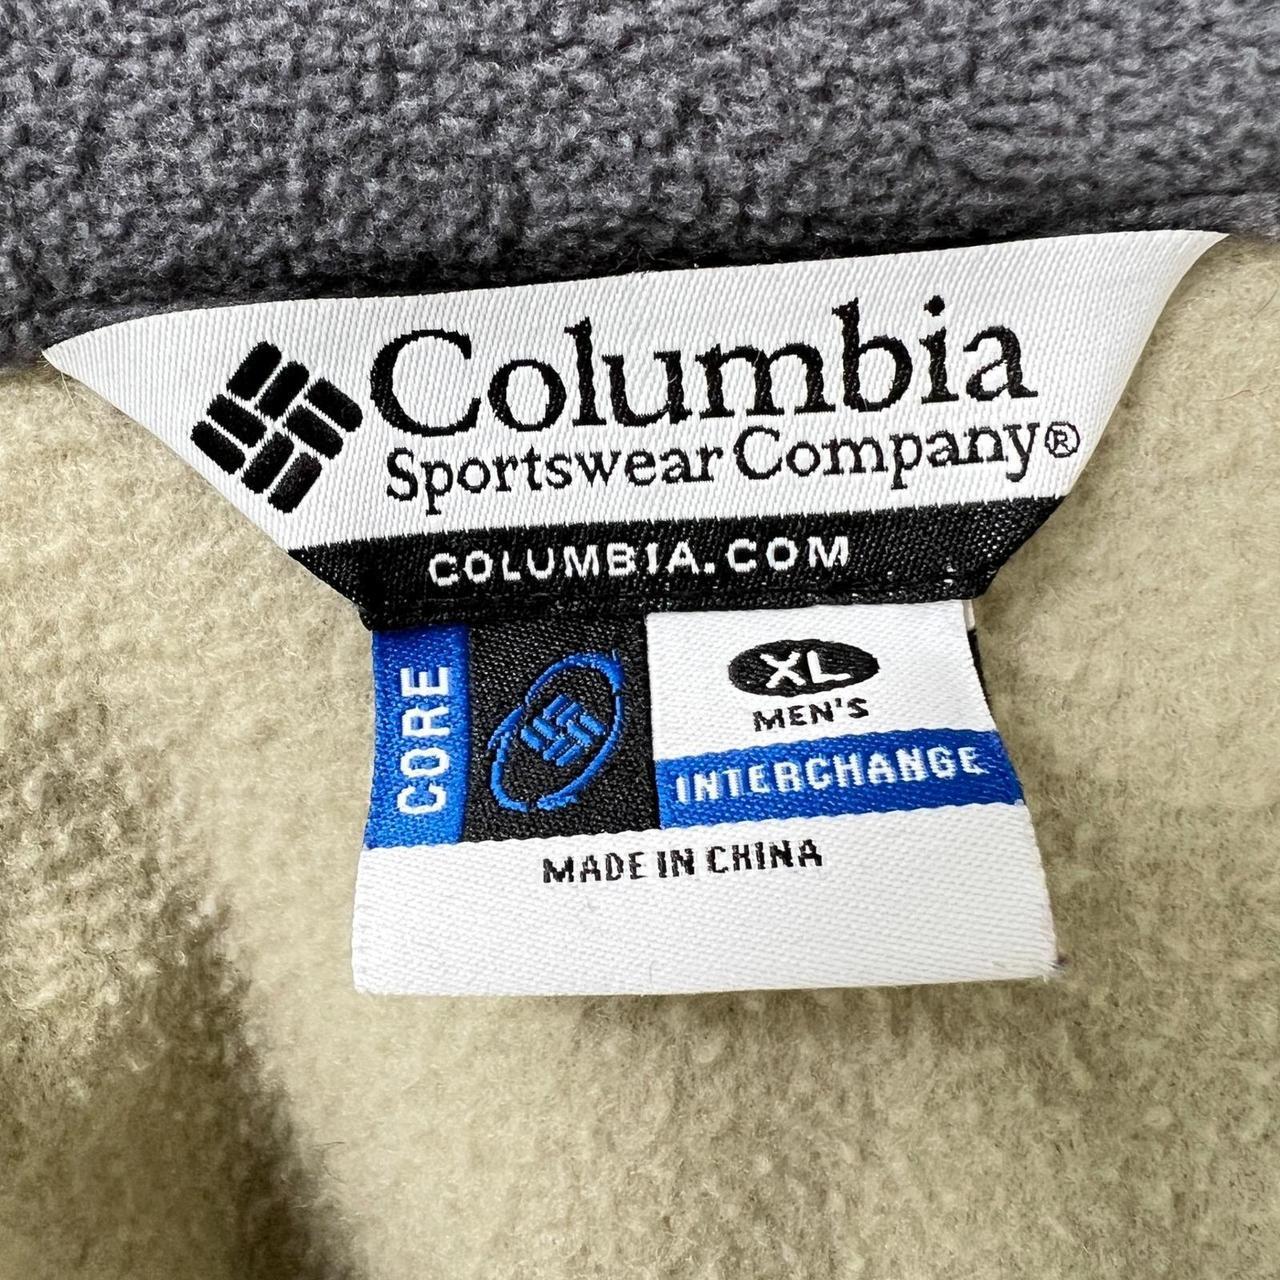 Columbia
Sportswear Company®
COLUMBIA.COM
CORE
XL
MEN'S
INTERCHANGE
MADE IN CHINA